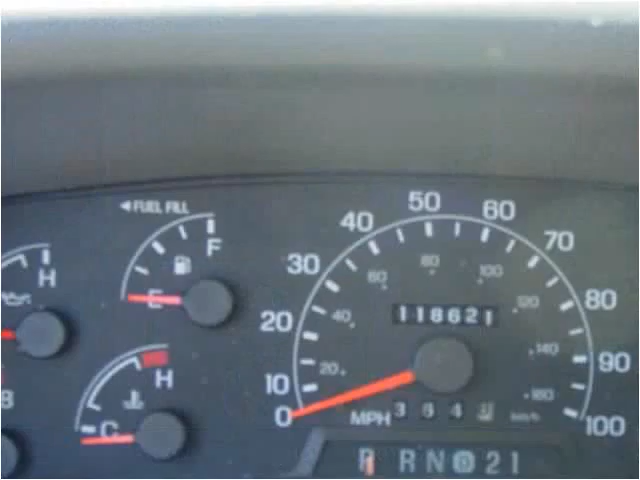 ◄FUEL FILL
F
E
H
H
C
B
0 10 20 30 40 50 60 70 80 90 100
20 40 60 80 100 120 140 160
118621
MPH 364 km/h
P R N D 2 1